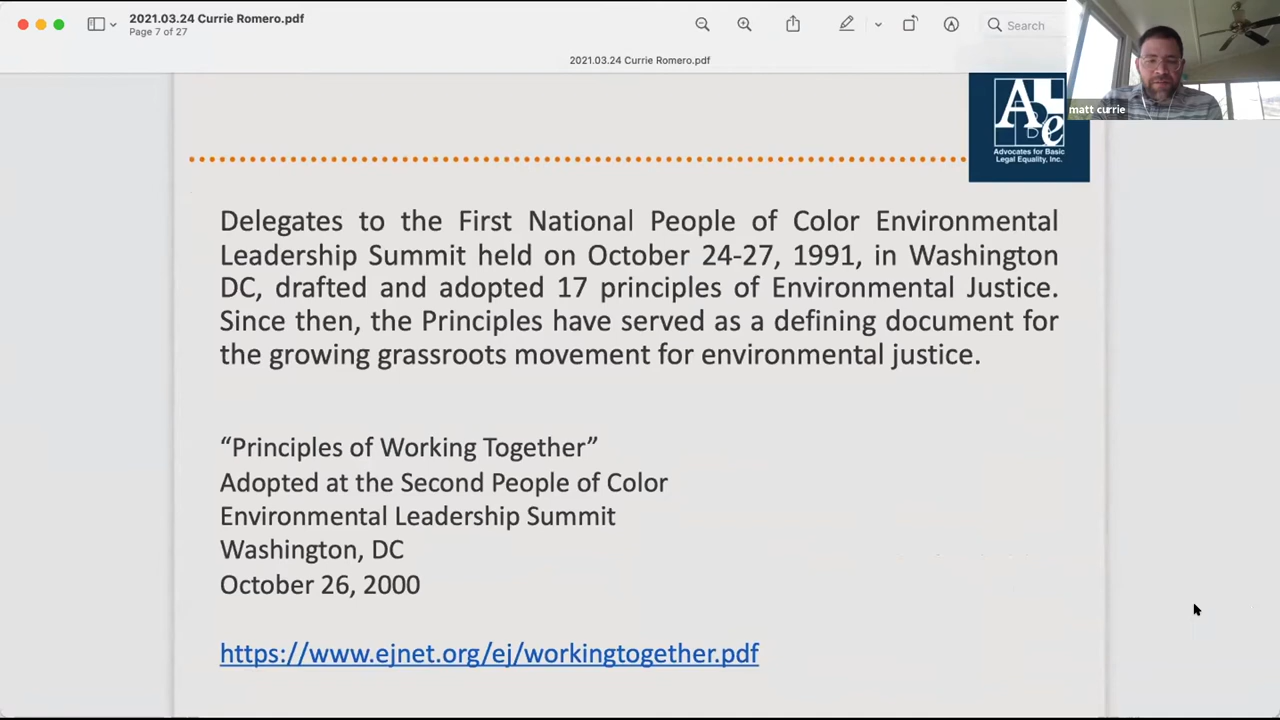 2021.03.24 Currie Romero.pdf
Page 7 of 27
Search
2021.03.24 Currie Romero.pdf
matt currie
Advocates for Basic
Legal Equality, Inc.
Delegates to the First National People of Color Environmental
Leadership Summit held on October 24-27, 1991, in Washington
DC, drafted and adopted 17 principles of Environmental Justice.
Since then, the Principles have served as a defining document for
the growing grassroots movement for environmental justice.
“Principles of Working Together”
Adopted at the Second People of Color
Environmental Leadership Summit
Washington, DC
October 26, 2000
https://www.ejnet.org/ej/workingtogether.pdf